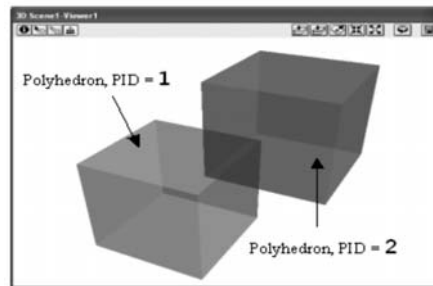 3D Scene1-Viewer1
Polyhedron, PID = 1
Polyhedron, PID = 2